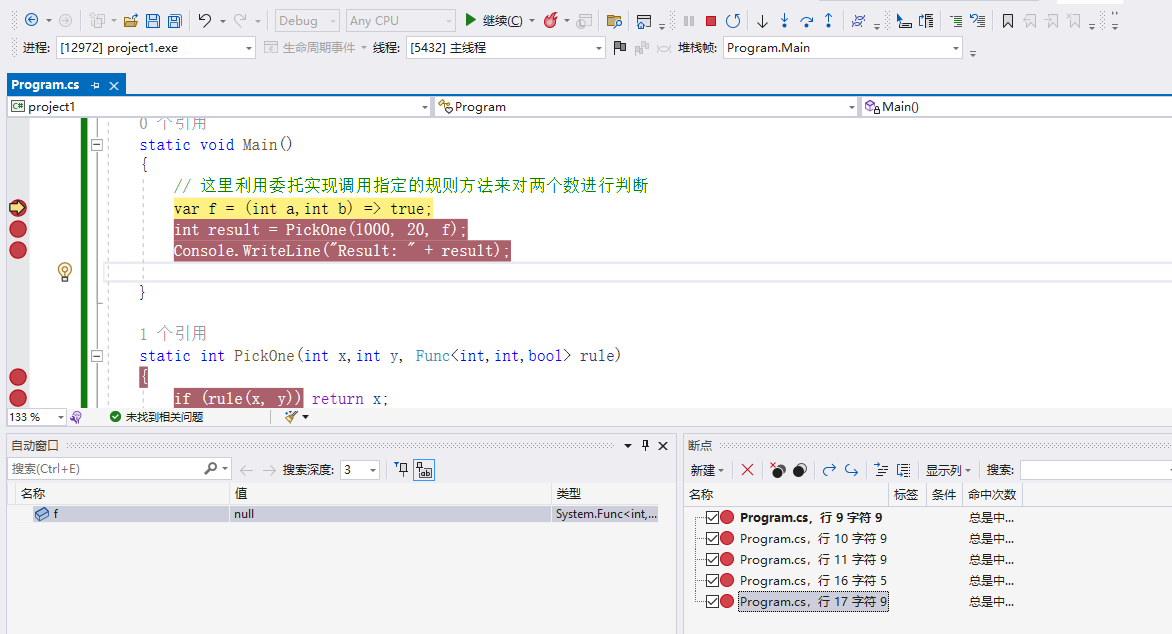 Debug Any CPU 继续(C)
进程: [12972] project1.exe 生命周期事件 线程: [5432] 主线程 堆栈帧: Program.Main
Program.cs
C# project1 Program Main()
0 个引用
static void Main()
{
// 这里利用委托实现调用指定的规则方法来对两个数进行判断
var f = (int a,int b) => true;
int result = PickOne(1000, 20, f);
Console.WriteLine("Result: " + result);
}
1 个引用
static int PickOne(int x,int y, Func<int,int,bool> rule)
{
if (rule(x, y)) return x;
133 % 未找到相关问题
自动窗口
搜索(Ctrl+E) 搜索深度: 3
名称 值 类型
f null System.Func<int,...
断点
新建 显示列 搜索:
名称 标签 条件 命中次数
Program.cs, 行 9 字符 9 总是中...
Program.cs, 行 10 字符 9 总是中...
Program.cs, 行 11 字符 9 总是中...
Program.cs, 行 16 字符 5 总是中...
Program.cs, 行 17 字符 9 总是中...